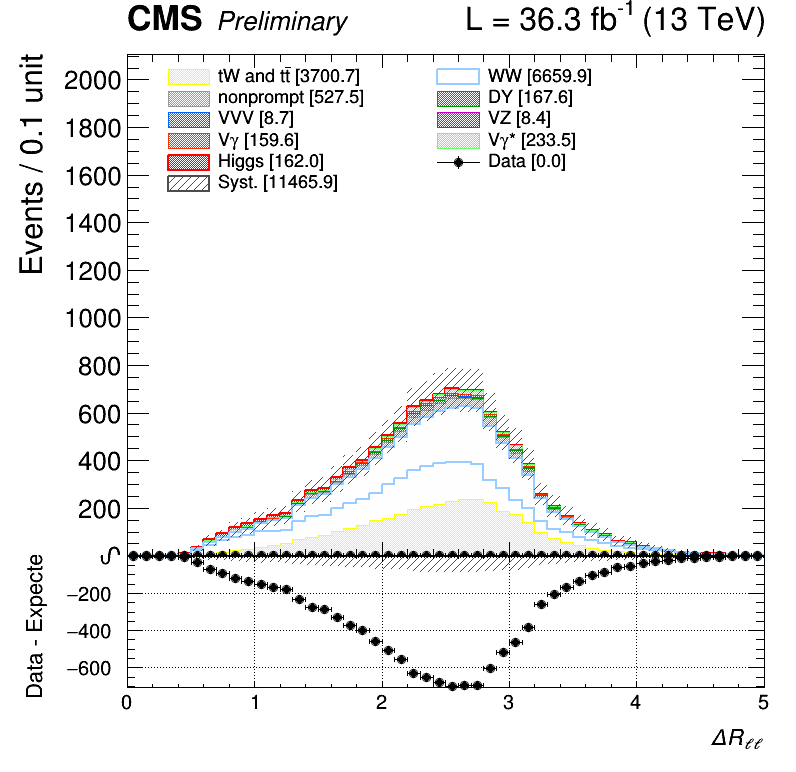 CMS Preliminary L = 36.3 fb⁻¹ (13 TeV)
Events / 0.1 unit
2000
1800
1600
1400
1200
1000
800
600
400
200
0
tW and tt̄ [3700.7]
nonprompt [527.5]
VVV [8.7]
Vγ [159.6]
Higgs [162.0]
Syst. [11465.9]
WW [6659.9]
DY [167.6]
VZ [8.4]
Vγ* [233.5]
Data [0.0]
Data - Expecte
0
−200
−400
−600
0 1 2 3 4 5
ΔR_ℓℓ